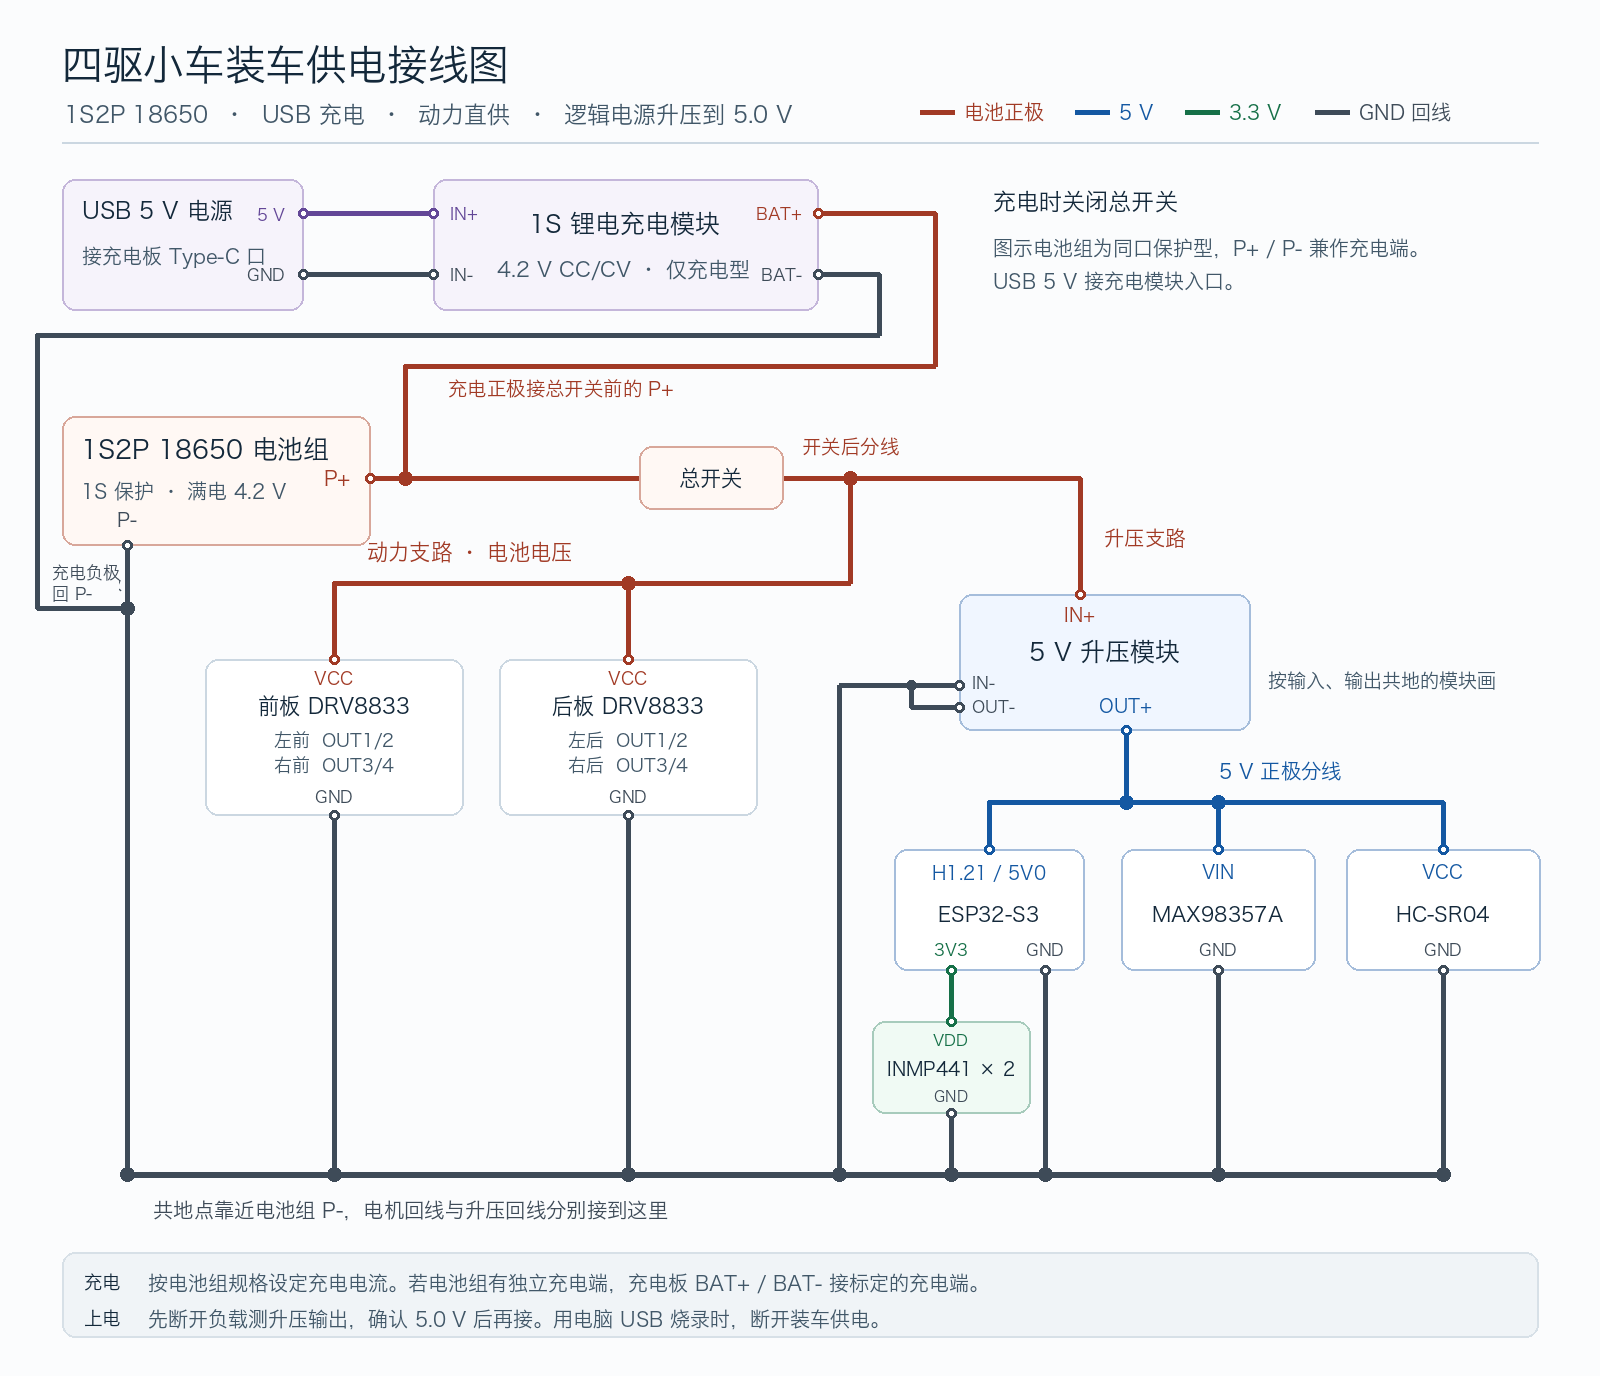 四驱小车装车供电接线图
1S2P 18650 · USB 充电 · 动力直供 · 逻辑电源升压到 5.0 V
电池正极
5 V
3.3 V
GND 回线
USB 5 V 电源
5 V
接充电板 Type-C 口
GND
IN+
1S 锂电充电模块
BAT+
IN-
4.2 V CC/CV · 仅充电型
BAT-
充电时关闭总开关
图示电池组为同口保护型，P+ / P- 兼作充电端。
USB 5 V 接充电模块入口。
充电正极接总开关前的 P+
1S2P 18650 电池组
P+
1S 保护 · 满电 4.2 V
P-
总开关
开关后分线
充电负极
回 P-
动力支路 · 电池电压
升压支路
VCC
前板 DRV8833
左前 OUT1/2
右前 OUT3/4
GND
VCC
后板 DRV8833
左后 OUT1/2
右后 OUT3/4
GND
IN+
5 V 升压模块
IN-
OUT-
OUT+
按输入、输出共地的模块画
5 V 正极分线
H1.21 / 5V0
ESP32-S3
3V3
GND
VIN
MAX98357A
GND
VCC
HC-SR04
GND
VDD
INMP441 × 2
GND
共地点靠近电池组 P-，电机回线与升压回线分别接到这里
充电 按电池组规格设定充电电流。若电池组有独立充电端，充电板 BAT+ / BAT- 接标定的充电端。
上电 先断开负载测升压输出，确认 5.0 V 后再接。用电脑 USB 烧录时，断开装车供电。